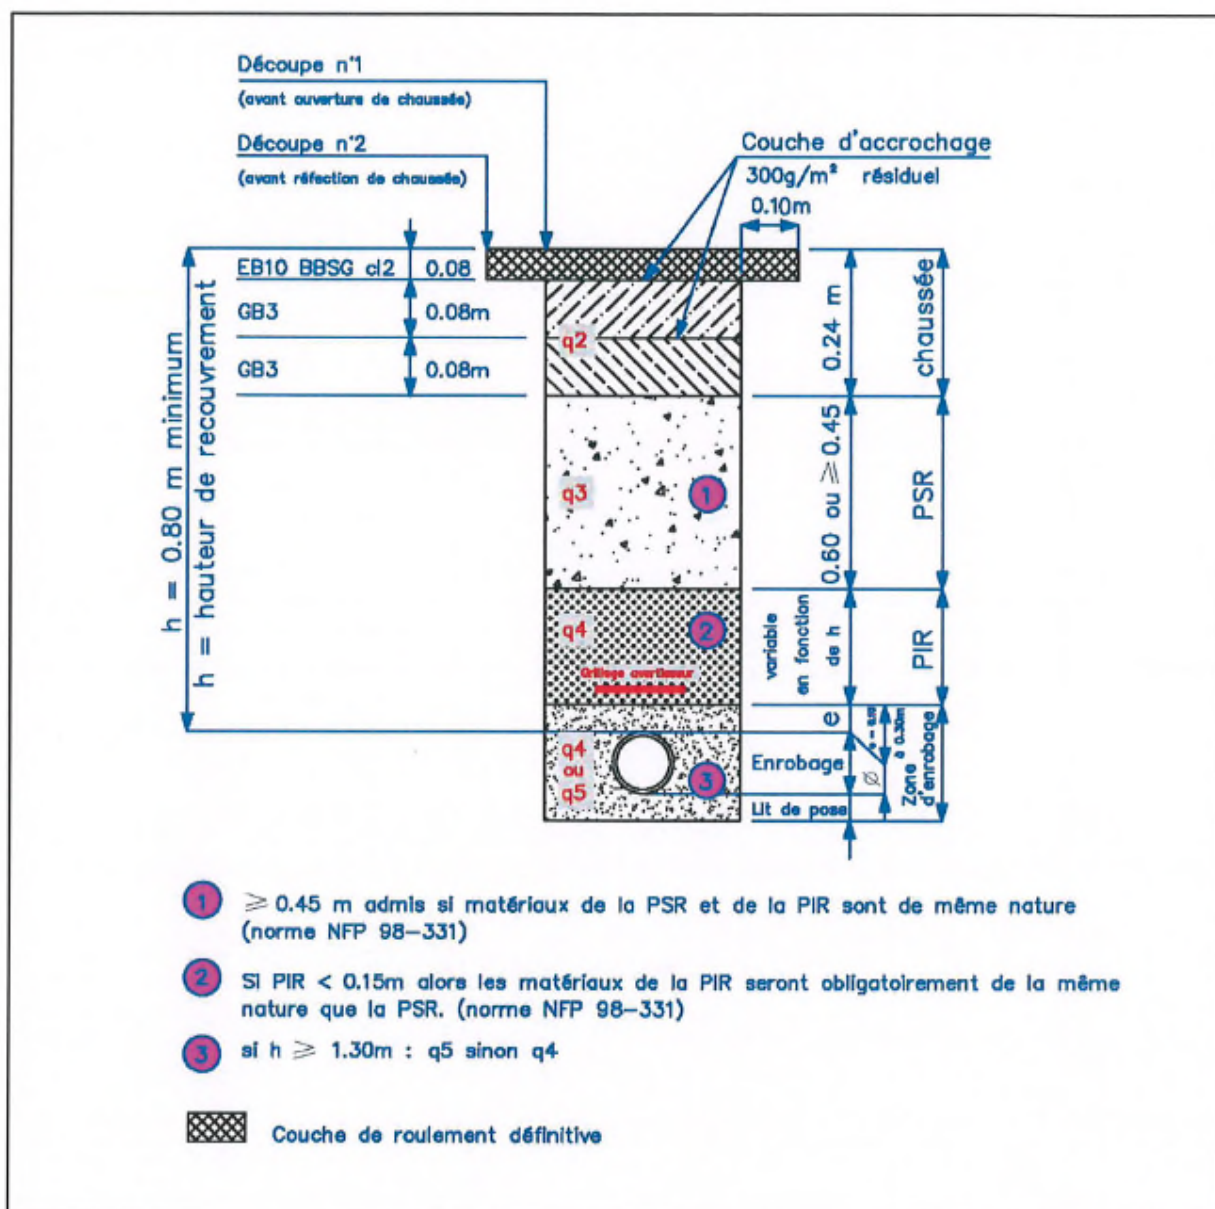 Découpe n°1
(avant ouverture de chaussée)
Découpe n°2
(avant réfection de chaussée)
Couche d'accrochage
300g/m² résiduel
0.10m
EB10 BBSG cl2 0.08
GB3 0.08m
GB3 0.08m
h = 0.80 m minimum
h = hauteur de recouvrement
q2
q3
1
q4
2
Grillage avertisseur
q4
ou
q5
3
0.24 m
chaussée
0.60 ou ≥ 0.45
PSR
variable
en fonction
de h
PIR
e
à 0.30m
Enrobage
Ø
Zone
d'enrobage
Lit de pose
1 ≥ 0.45 m admis si matériaux de la PSR et de la PIR sont de même nature
(norme NFP 98-331)
2 Si PIR < 0.15m alors les matériaux de la PIR seront obligatoirement de la même
nature que la PSR. (norme NFP 98-331)
3 si h ≥ 1.30m : q5 sinon q4
Couche de roulement définitive